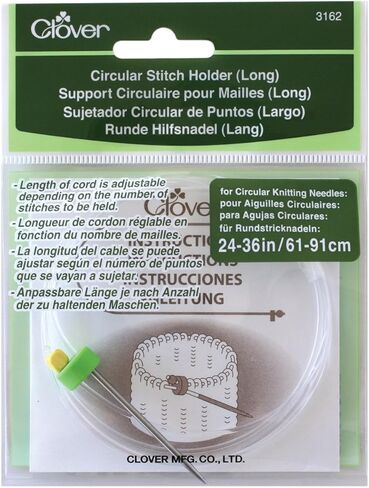 Clover
3162
Circular Stitch Holder (Long)
Support Circulaire pour Mailles (Long)
Sujetador Circular de Puntos (Largo)
Runde Hilfsnadel (Lang)
- Length of cord is adjustable
depending on the number of
stitches to be held.
- Longueur de cordon réglable en
fonction du nombre de mailles.
- La longitud del cable se puede
ajustar según el número de puntos
que se vayan a sujetar.
- Anpassbare Länge je nach Anzahl
der zu haltenden Maschen.
Clover
for Circular Knitting Needles:
pour Aiguilles Circulaires:
para Agujas Circulares:
für Rundstricknadeln:
24-36in/61-91cm
INSTRUCCIONES
CLOVER MFG. CO., LTD.